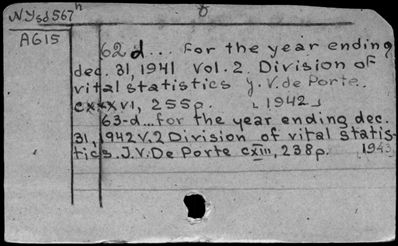 NYsd567h 8
A615
62d... for the year ending
dec. 31, 1941 Vol. 2 Division of
vital statistics J.V. de Porte.
cxxxvi, 255p. [1942]
63-d... for the year ending dec.
31, 1942 V.2 Division of vital statis-
tics. J.V. De Porte cxiii, 238p. 1943